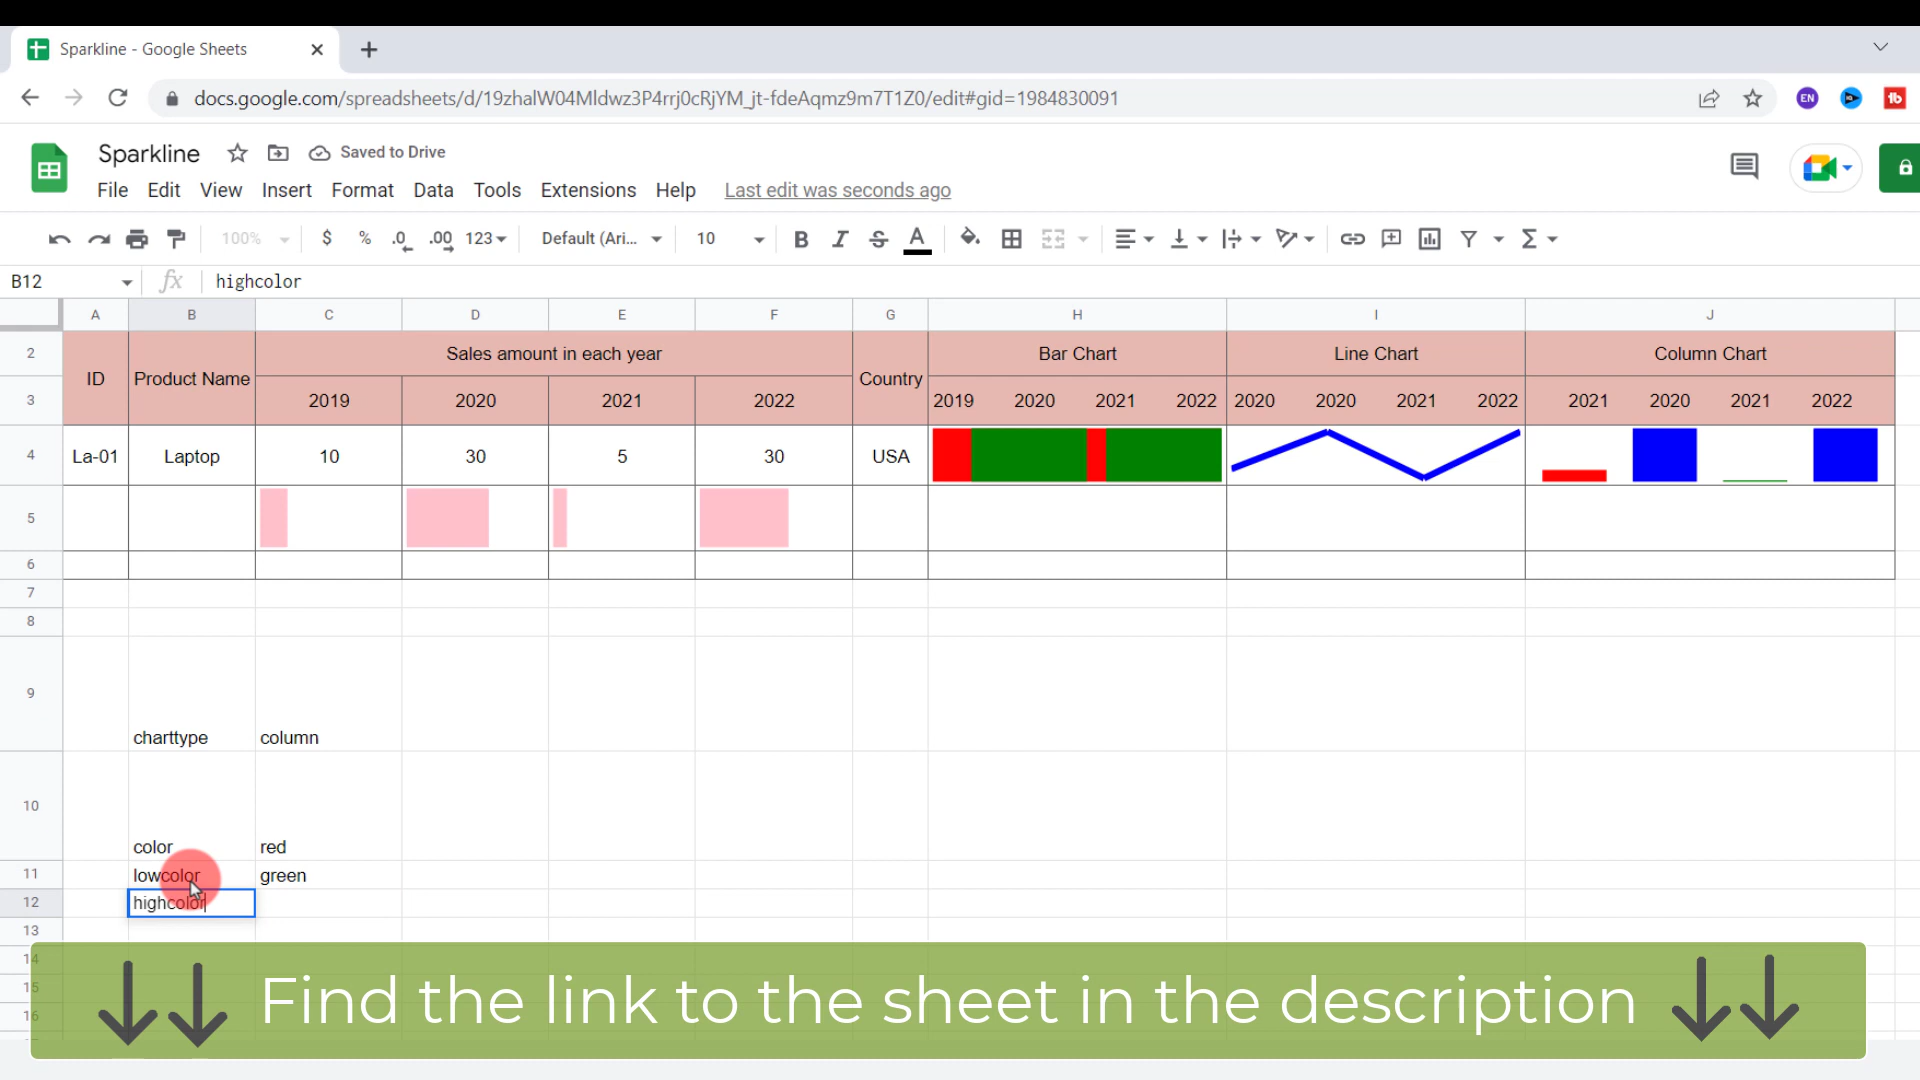 Sparkline - Google Sheets
docs.google.com/spreadsheets/d/19zhalW04Mldwz3P4rrj0cRjYM_jt-fdeAqmz9m7T1Z0/edit#gid=1984830091
EN
Sparkline
Saved to Drive
File Edit View Insert Format Data Tools Extensions Help Last edit was seconds ago
100% $ % .0 .00 123 Default (Ari... 10 B I S A
B12 fx highcolor
A B C D E F G H I J
2 ID Product Name Sales amount in each year Country Bar Chart Line Chart Column Chart
3 2019 2020 2021 2022 2019 2020 2021 2022 2020 2020 2021 2022 2021 2020 2021 2022
4 La-01 Laptop 10 30 5 30 USA
5
6
7
8
9 charttype column
10 color red
11 lowcolor green
12 highcolor
13
14
15
16
Find the link to the sheet in the description